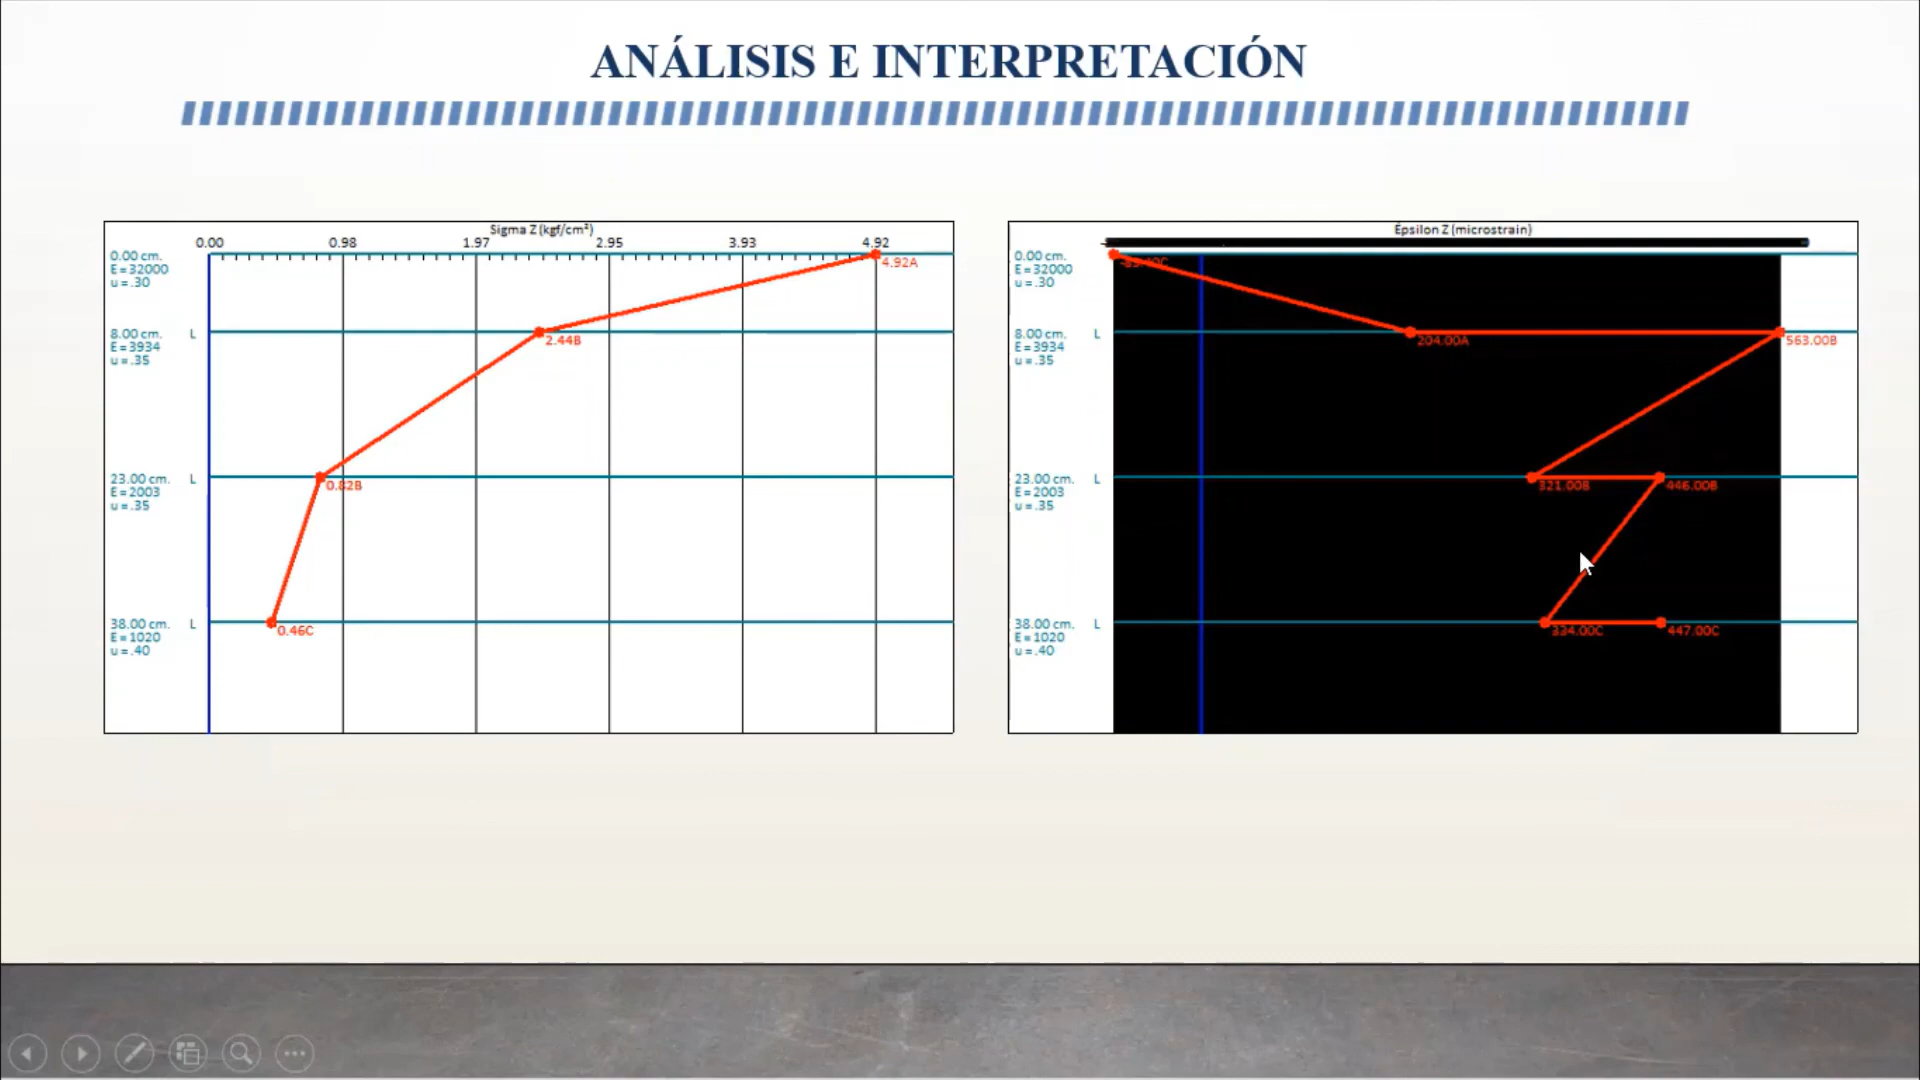 ANÁLISIS E INTERPRETACIÓN
Sigma Z (kgf/cm²)
0.00 0.98 1.97 2.95 3.93 4.92
0.00 cm.
E=32000
u=.30
4.92A
8.00 cm. L
E=3934
u=.35
2.44B
23.00 cm. L
E=2003
u=.35
0.82B
38.00 cm. L
E=1020
u=.40
0.46C
Épsilon Z (microstrain)
0.00 cm.
E=32000
u=.30
8.00 cm. L
E=3934
u=.35
204.00A
563.00B
23.00 cm. L
E=2003
u=.35
321.00B
446.00B
38.00 cm. L
E=1020
u=.40
334.00C
447.00C